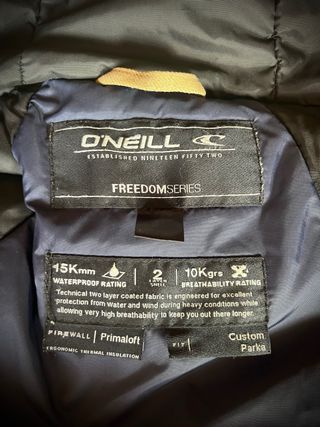 O'NEILL
ESTABLISHED NINETEEN FIFTY TWO
FREEDOMSERIES
15Kmm
WATERPROOF RATING
2
LAYER
SHELL
10Kgrs
BREATHABILITY RATING
Technical two layer coated fabric is engineered for excellent
protection from water and wind during heavy conditions while
allowing very high breathability to keep you out there longer.
FIREWALL Primaloft
ERGONOMIC THERMAL INSULATION
FIT
Custom
Parka